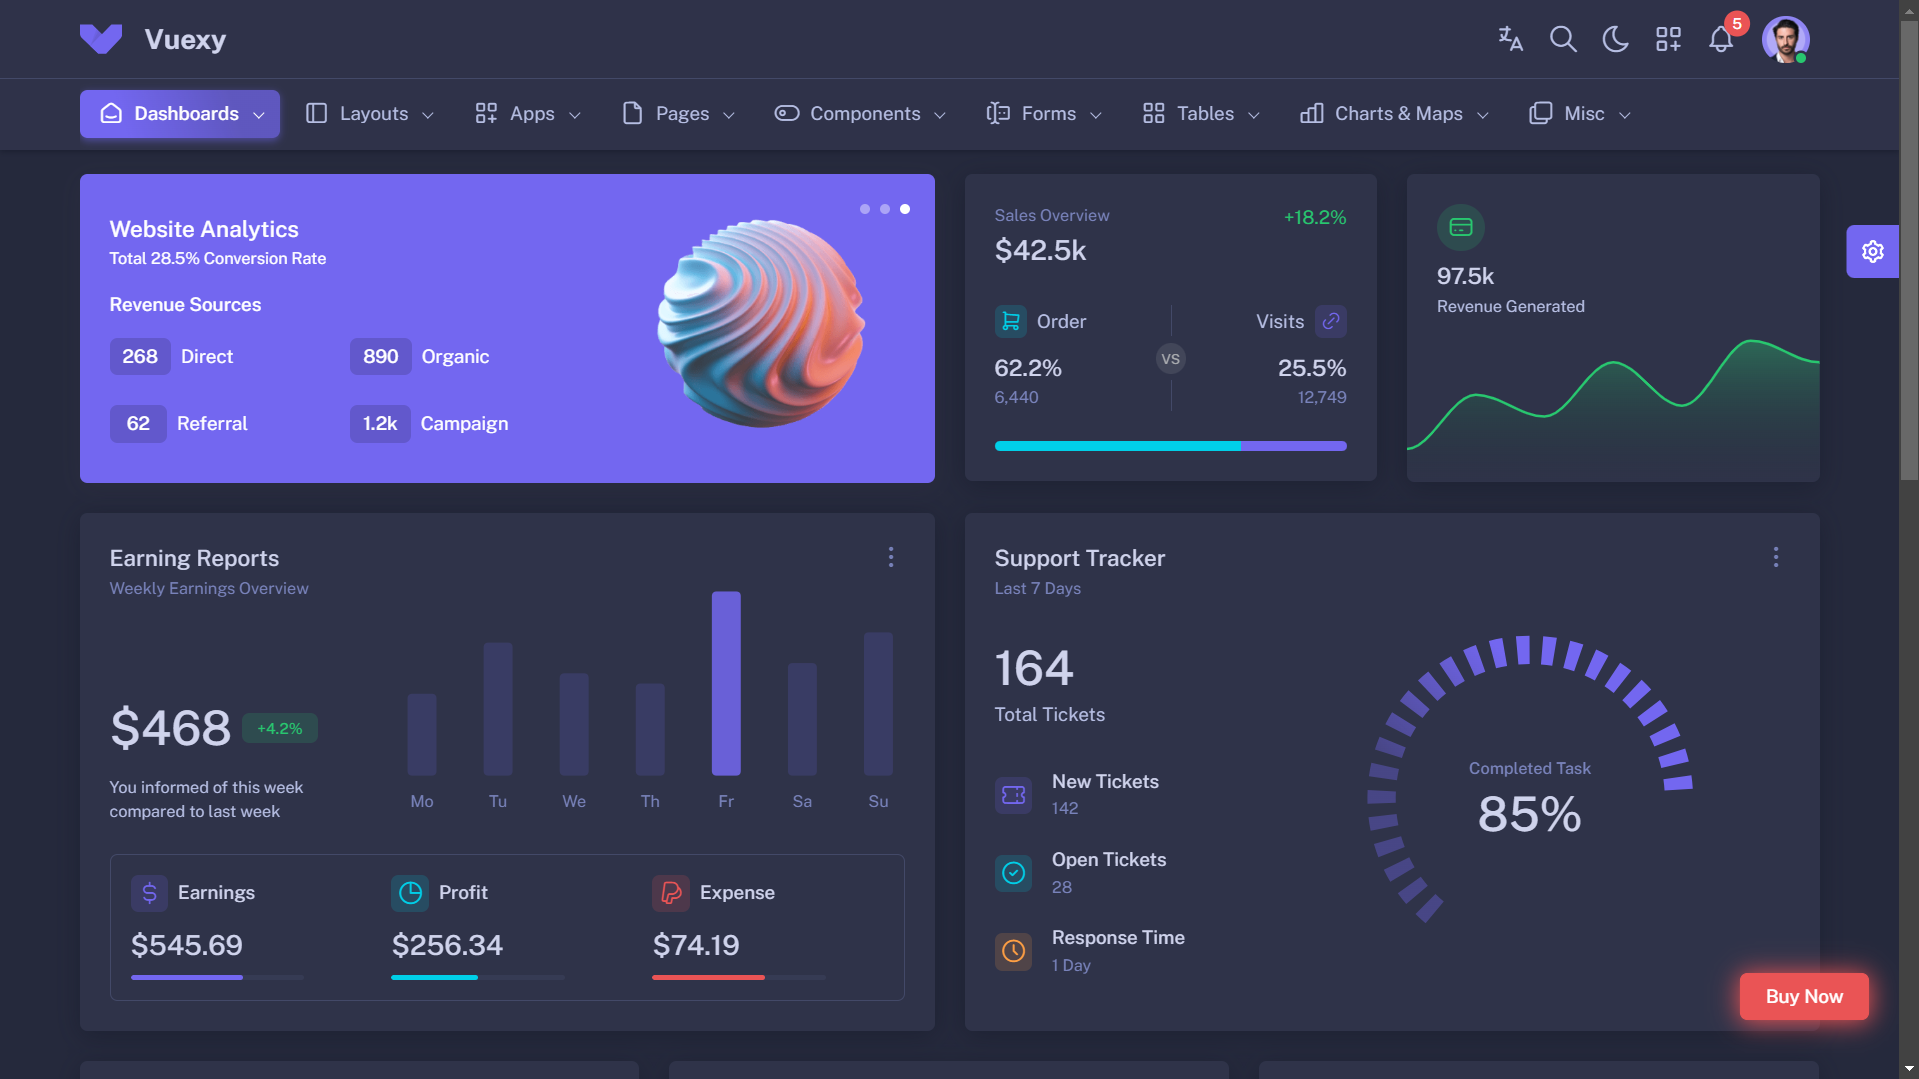 Vuexy
5
Dashboards
Layouts
Apps
Pages
Components
Forms
Tables
Charts & Maps
Misc
Website Analytics
Total 28.5% Conversion Rate
Revenue Sources
268 Direct
890 Organic
62 Referral
1.2k Campaign
Sales Overview
+18.2%
$42.5k
Order
Visits
VS
62.2%
25.5%
6,440
12,749
97.5k
Revenue Generated
Earning Reports
Weekly Earnings Overview
$468 +4.2%
You informed of this week
compared to last week
Mo Tu We Th Fr Sa Su
Earnings
$545.69
Profit
$256.34
Expense
$74.19
Support Tracker
Last 7 Days
164
Total Tickets
New Tickets
142
Open Tickets
28
Response Time
1 Day
Completed Task
85%
Buy Now